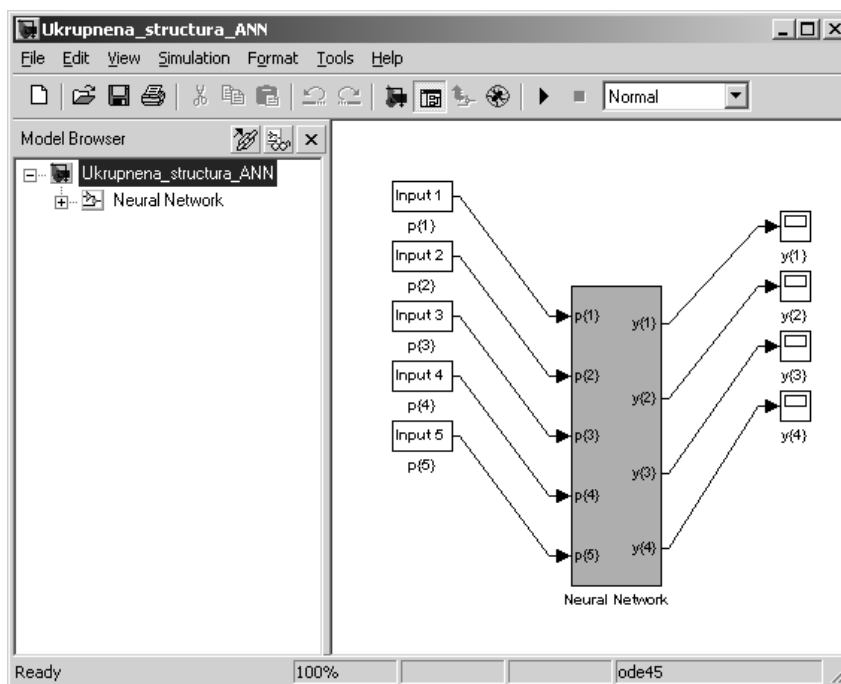 Ukrupnena_structura_ANN
File Edit View Simulation Format Tools Help
Normal
Model Browser
Ukrupnena_structura_ANN
Neural Network
Input 1
p{1}
Input 2
p{2}
Input 3
p{3}
Input 4
p{4}
Input 5
p{5}
p{1}
p{2}
p{3}
p{4}
p{5}
y{1}
y{2}
y{3}
y{4}
Neural Network
y{1}
y{2}
y{3}
y{4}
Ready 100% ode45